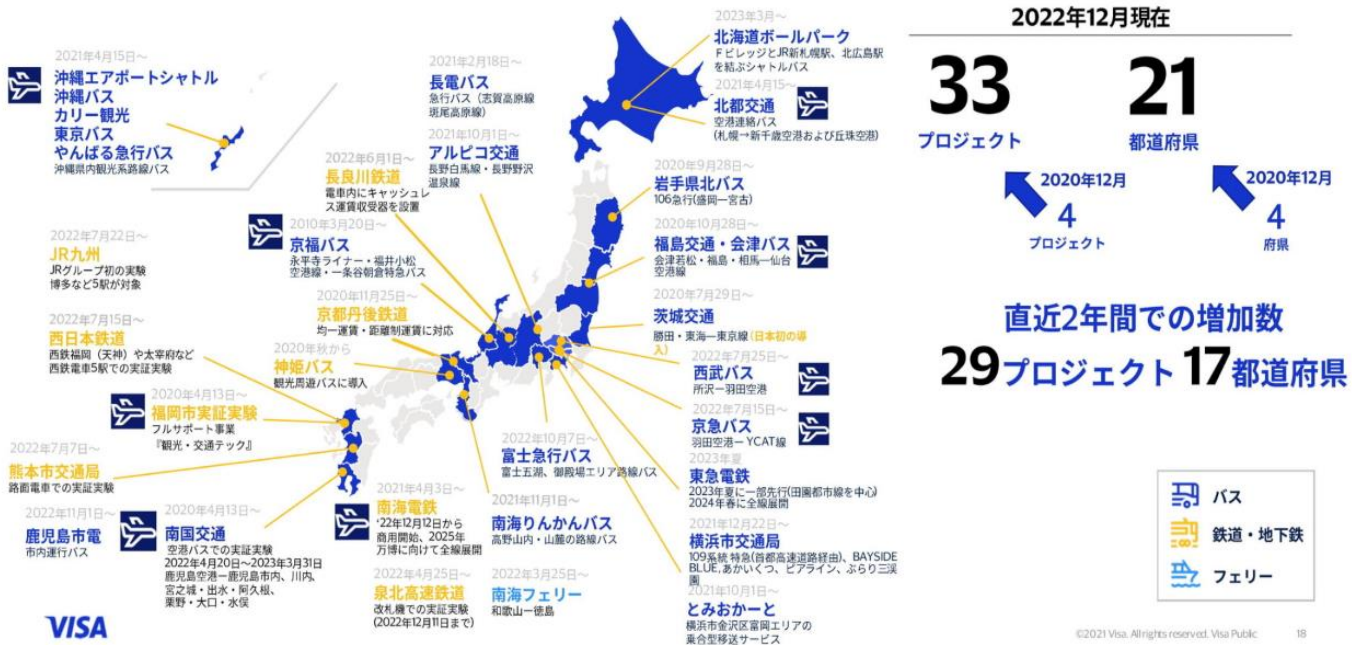 2021年4月15日～
沖縄エアポートシャトル
沖縄バス
カリー観光
東京バス
やんばる急行バス
沖縄県内観光系路線バス
2021年2月18日～
長電バス
急行バス（志賀高原線
斑尾高原線）
2021年10月1日～
アルピコ交通
長野白馬線・長野野沢
温泉線
2022年6月1日～
長良川鉄道
電車内にキャッシュレ
ス運賃収受器を設置
2010年3月20日～
京福バス
永平寺ライナー・福井小松
空港線・一条谷朝倉特急バス
2020年11月25日～
京都丹後鉄道
均一運賃・距離制運賃に対応
2020年秋から
神姫バス
観光周遊バスに導入
2022年7月22日～
JR九州
JRグループ初の実験
博多など5駅が対象
2022年7月15日～
西日本鉄道
西鉄福岡（天神）や太宰府など
西鉄電車5駅での実証実験
2020年4月13日～
福岡市実証実験
フルサポート事業
『観光・交通テック』
2022年7月7日～
熊本市交通局
路面電車での実証実験
2022年11月1日～
鹿児島市電
市内運行バス
2020年4月13日～
南国交通
空港バスでの実証実験
2022年4月20日～2023年3月31日
鹿児島空港ー鹿児島市内、川内、
宮之城・出水・阿久根、
栗野・大口・水俣
2021年4月3日～
南海電鉄
'22年12月12日から
商用開始、2025年
万博に向けて全線展開
2022年4月25日～
泉北高速鉄道
改札機での実証実験
(2022年12月11日まで)
2022年10月7日～
富士急行バス
富士五湖、御殿場エリア路線バス
2021年11月1日～
南海りんかんバス
高野山内・山麓の路線バス
2022年3月25日～
南海フェリー
和歌山ー徳島
2023年3月～
北海道ボールパーク
FビレッジとJR新札幌駅、北広島駅
を結ぶシャトルバス
2021年4月15～
北都交通
空港連絡バス
(札幌→新千歳空港および丘珠空港)
2020年9月28日～
岩手県北バス
106急行(盛岡ー宮古)
2020年10月28日～
福島交通・会津バス
会津若松・福島・相馬ー仙台
空港線
2020年7月29日～
茨城交通
勝田・東海ー東京線(日本初の導
入)
2022年7月25日～
西武バス
所沢ー羽田空港
2022年7月15日～
京急バス
羽田空港ー YCAT線
2023年夏
東急電鉄
2023年夏に一部先行(田園都市線を中心)
2024年春に全線展開
2021年12月22日～
横浜市交通局
109系統 特急(首都高速道路経由)、BAYSIDE
BLUE, あかいくつ、ピアライン、ぶらり三渓
園
2021年10月1日～
とみおかーと
横浜市金沢区富岡エリアの
乗合型移送サービス
2022年12月現在
33
プロジェクト
21
都道府県
2020年12月
4
プロジェクト
2020年12月
4
府県
直近2年間での増加数
29プロジェクト 17都道府県
バス
鉄道・地下鉄
フェリー
VISA
©2021 Visa. All rights reserved. Visa Public
18